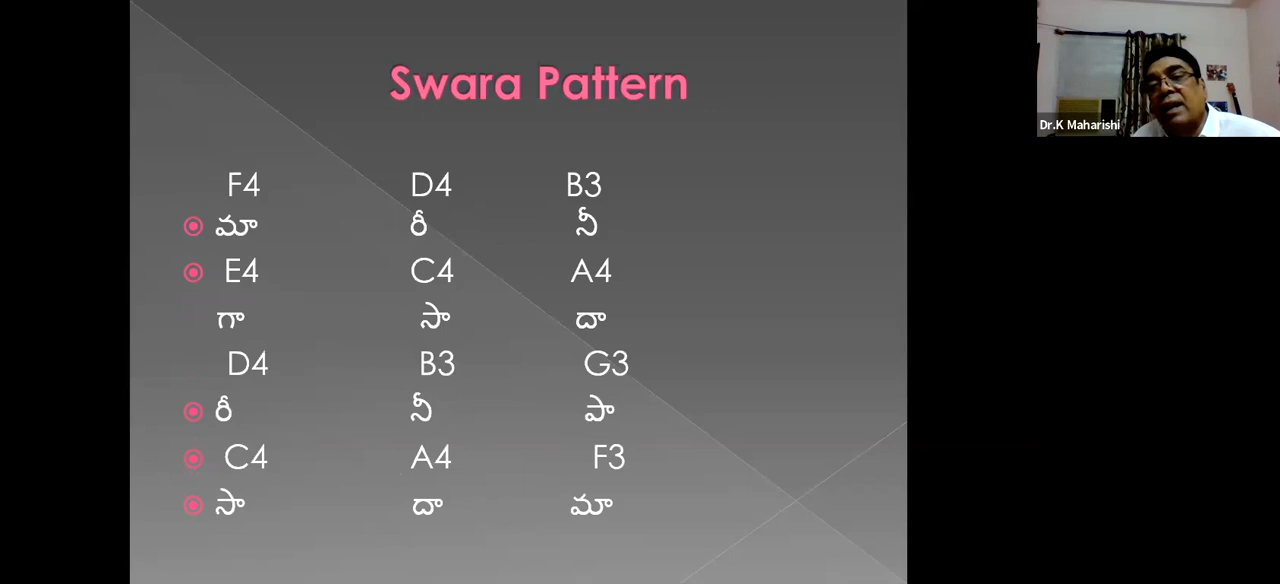 Swara Pattern
Dr.K Maharishi
F4 D4 B3
మా రీ నీ
E4 C4 A4
గా సా దా
D4 B3 G3
రీ నీ పా
C4 A4 F3
సా దా మా